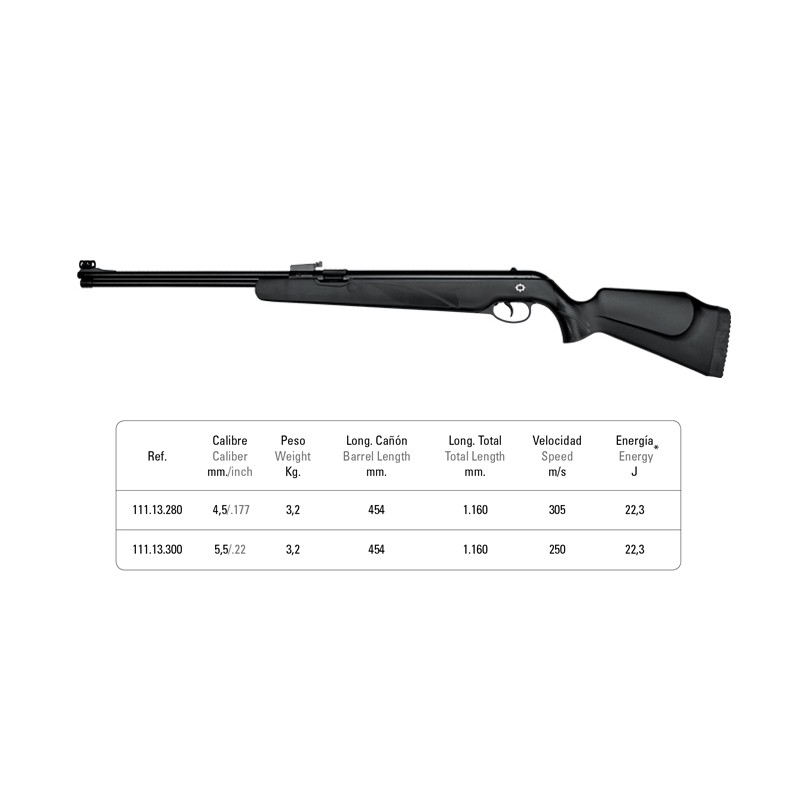 Ref.
Calibre Caliber mm./inch
Peso Weight Kg.
Long. Cañón Barrel Length mm.
Long. Total Total Length mm.
Velocidad Speed m/s
Energía Energy* J
111.13.280 4,5/.177 3,2 454 1.160 305 22,3
111.13.300 5,5/.22 3,2 454 1.160 250 22,3